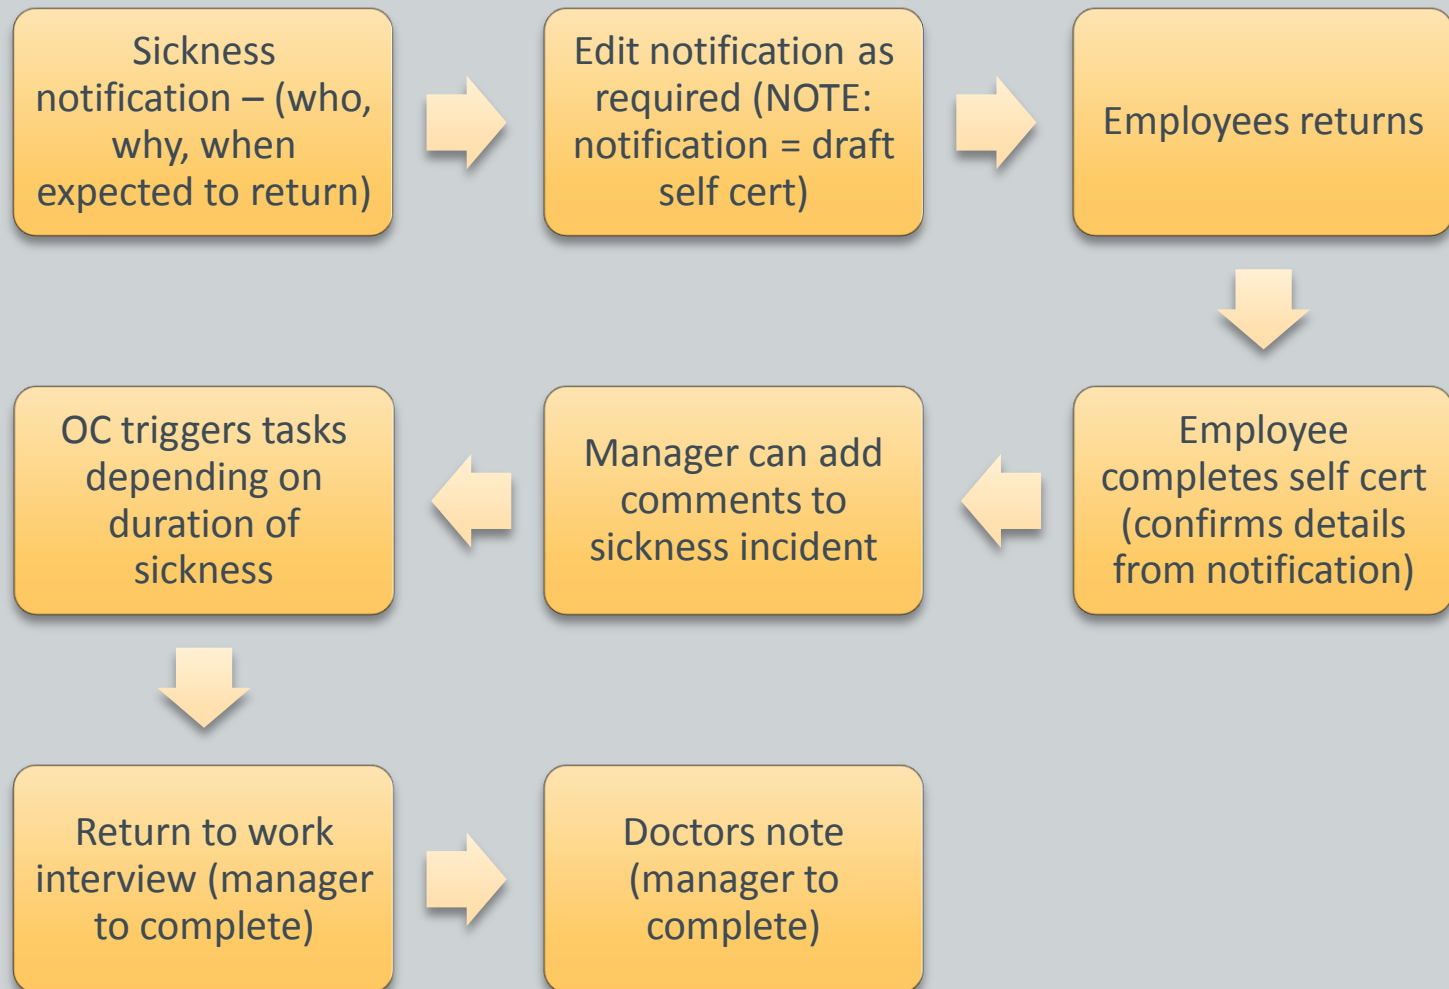 Sickness
notification – (who,
why, when
expected to return)
Edit notification as
required (NOTE:
notification = draft
self cert)
Employees returns
Employee
completes self cert
(confirms details
from notification)
Manager can add
comments to
sickness incident
OC triggers tasks
depending on
duration of
sickness
Return to work
interview (manager
to complete)
Doctors note
(manager to
complete)